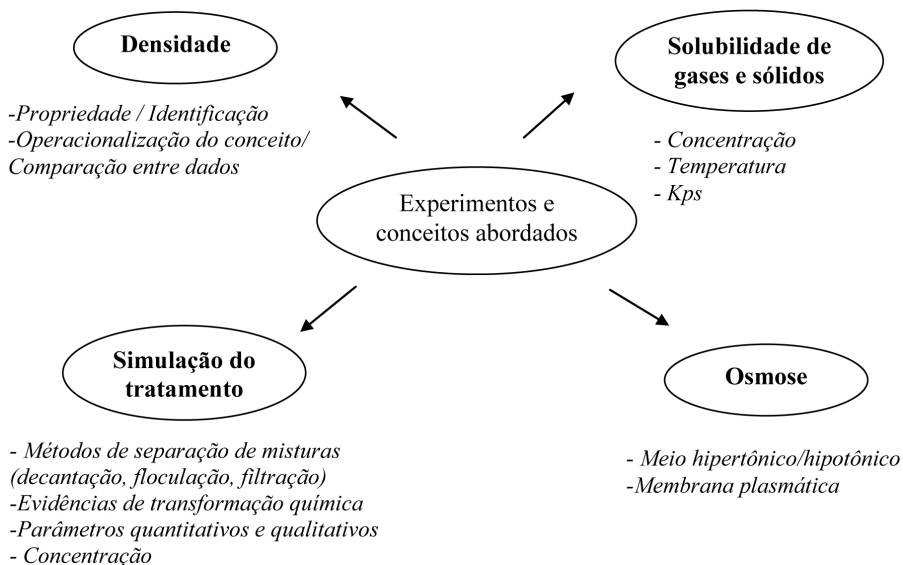 Densidade
-Propriedade / Identificação
-Operacionalização do conceito/
Comparação entre dados
Solubilidade de
gases e sólidos
- Concentração
- Temperatura
- Kps
Experimentos e
conceitos abordados
Simulação do
tratamento
- Métodos de separação de misturas
(decantação, floculação, filtração)
-Evidências de transformação química
-Parâmetros quantitativos e qualitativos
- Concentração
Osmose
- Meio hipertônico/hipotônico
-Membrana plasmática